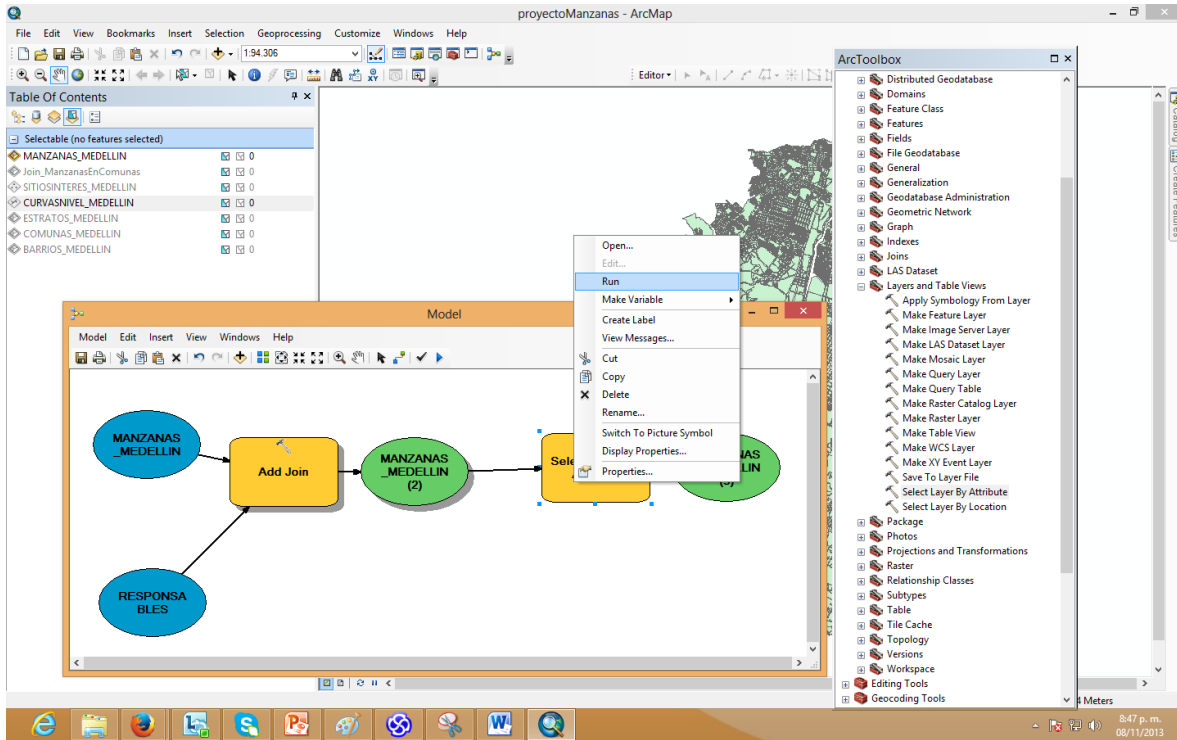 proyectoManzanas - ArcMap
File Edit View Bookmarks Insert Selection Geoprocessing Customize Windows Help
1:94.306
Editor
Table Of Contents
Selectable (no features selected)
MANZANAS_MEDELLIN 0
Join_ManzanasEnComunas 0
SITIOSINTERES_MEDELLIN 0
CURVASNIVEL_MEDELLIN 0
ESTRATOS_MEDELLIN 0
COMUNAS_MEDELLIN 0
BARRIOS_MEDELLIN 0
Model
Model Edit Insert View Windows Help
MANZANAS
_MEDELLIN
Add Join
MANZANAS
_MEDELLIN
(2)
RESPONSA
BLES
Open...
Edit...
Run
Make Variable
Create Label
View Messages...
Cut
Copy
Delete
Rename...
Switch To Picture Symbol
Display Properties...
Properties...
ArcToolbox
Distributed Geodatabase
Domains
Feature Class
Features
Fields
File Geodatabase
General
Generalization
Geodatabase Administration
Geometric Network
Graph
Indexes
Joins
LAS Dataset
Layers and Table Views
Apply Symbology From Layer
Make Feature Layer
Make Image Server Layer
Make LAS Dataset Layer
Make Mosaic Layer
Make Query Layer
Make Query Table
Make Raster Catalog Layer
Make Raster Layer
Make Table View
Make WCS Layer
Make XY Event Layer
Save To Layer File
Select Layer By Attribute
Select Layer By Location
Package
Photos
Projections and Transformations
Raster
Relationship Classes
Subtypes
Table
Tile Cache
Topology
Versions
Workspace
Editing Tools
Geocoding Tools
Catalog
Create Features
Meters
8:47 p. m.
08/11/2013